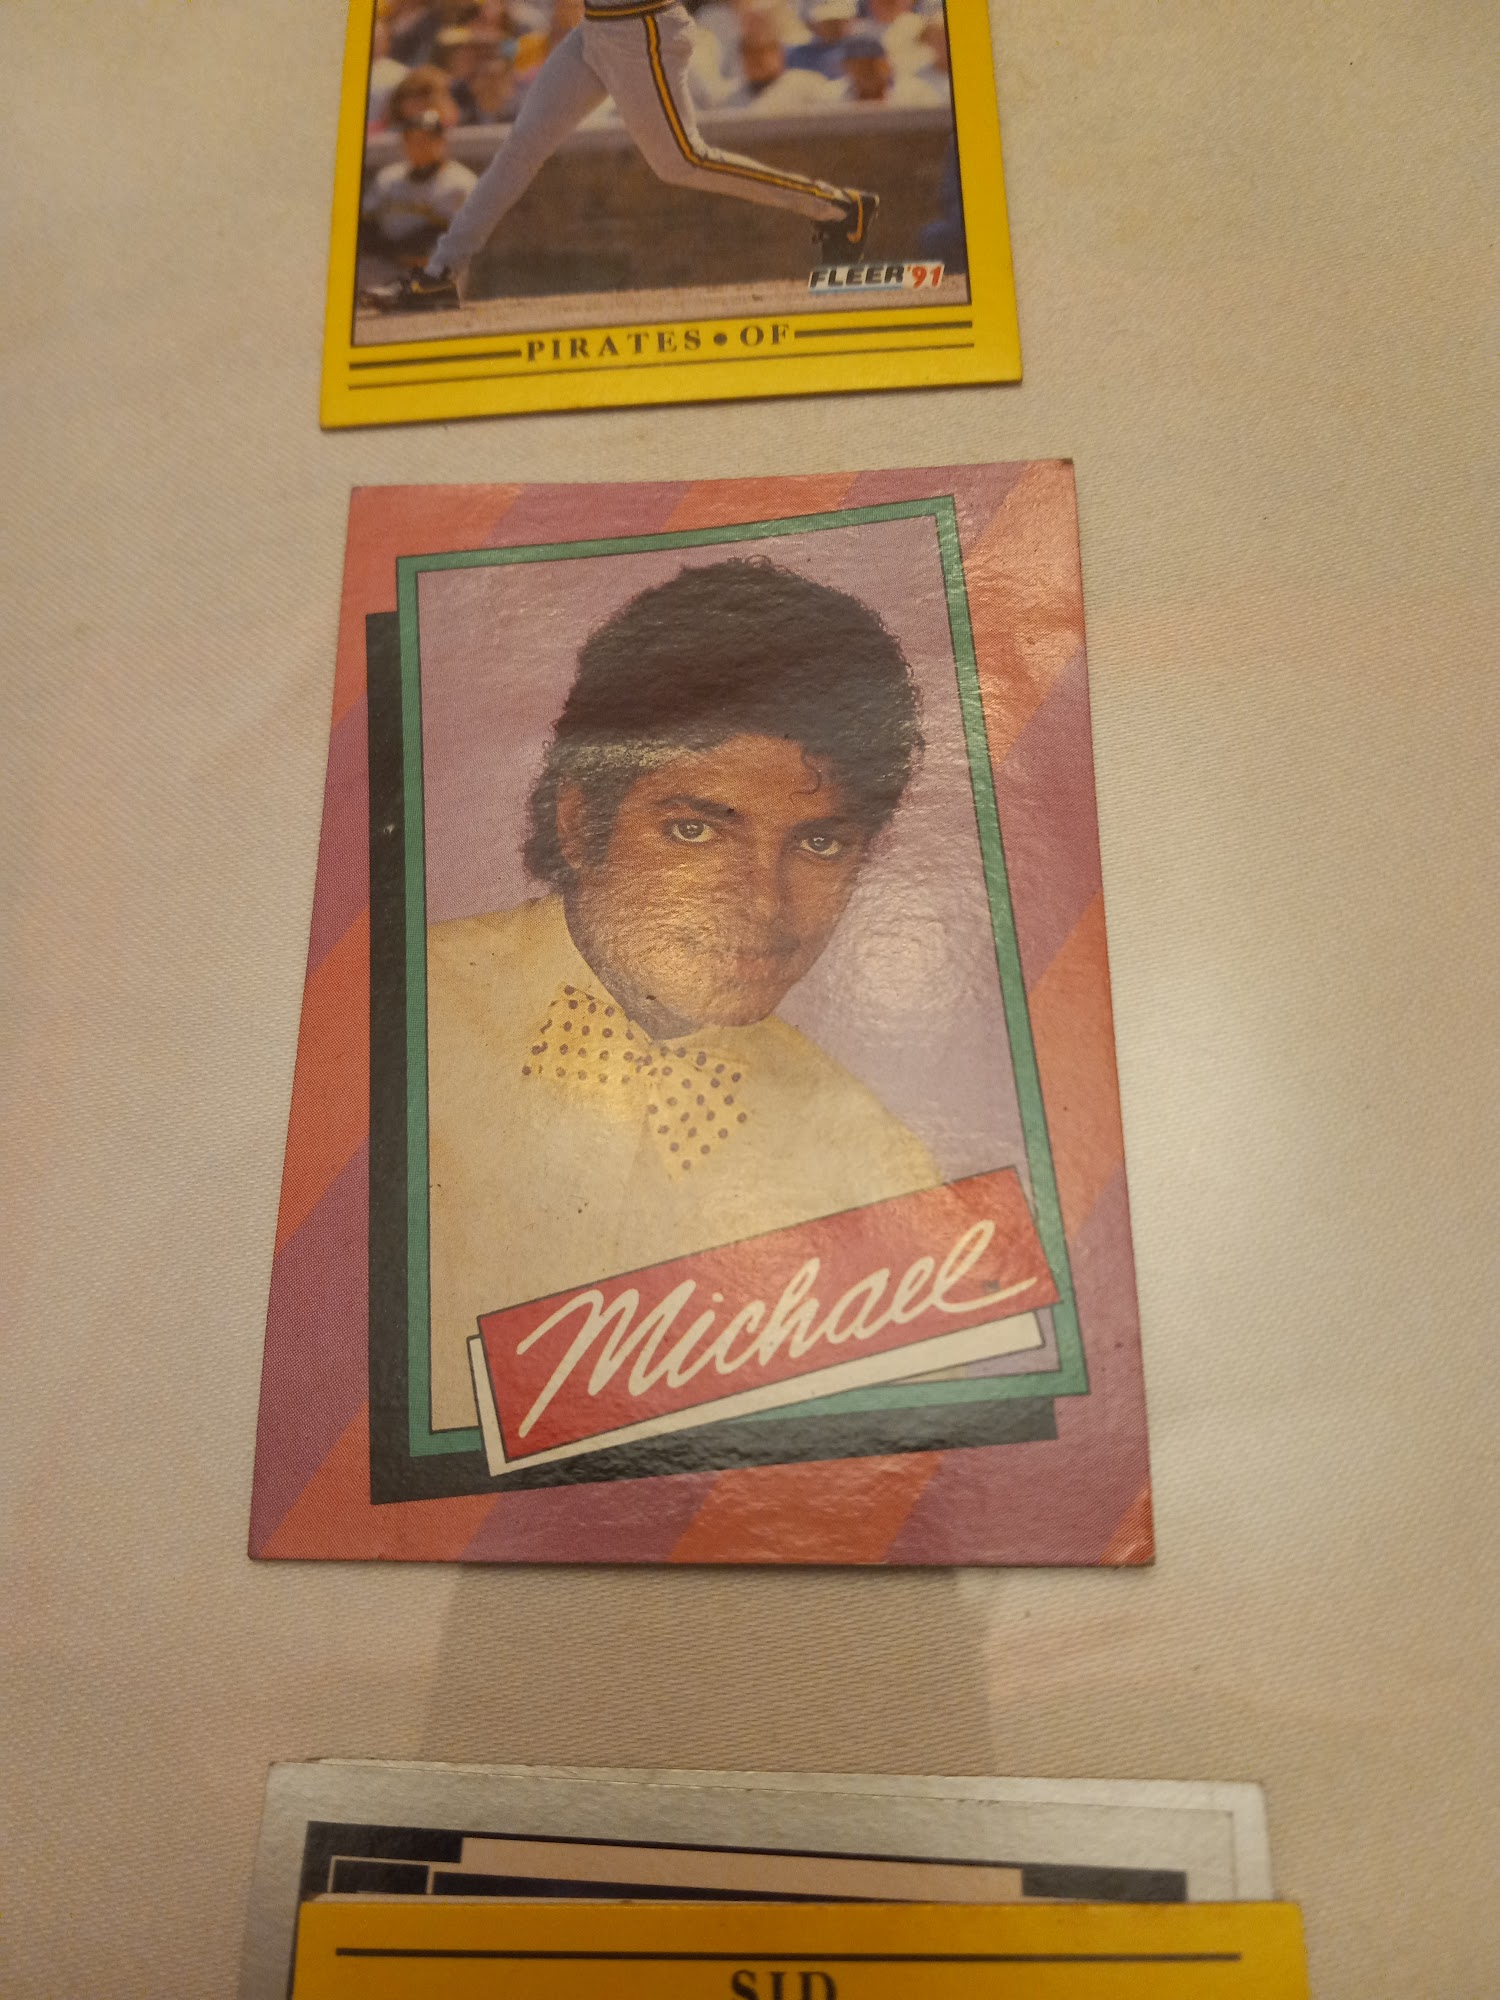 FLEER '91
PIRATES • OF
Michael
SID